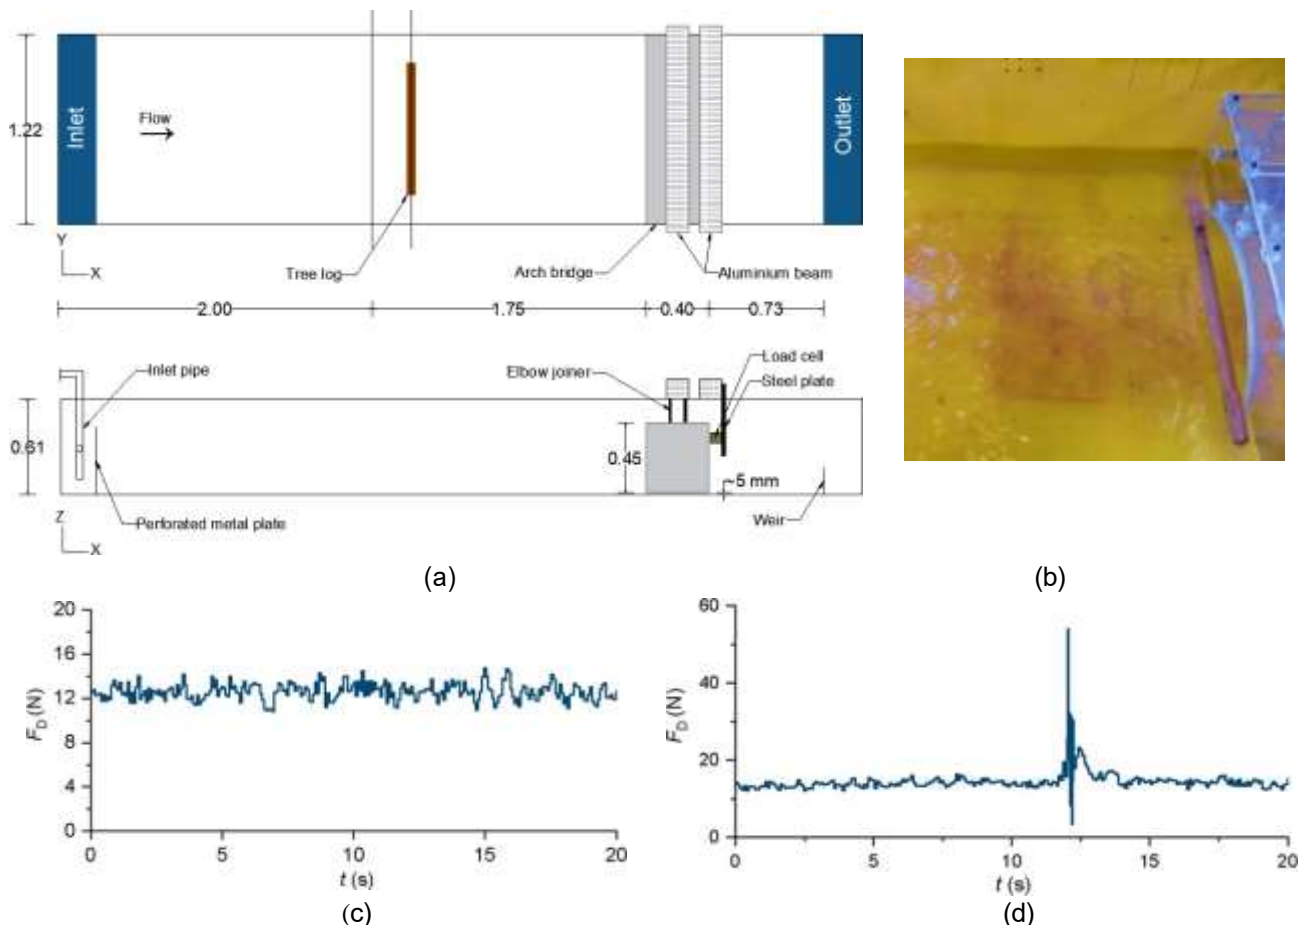 Inlet
Flow
Outlet
1.22
Y
X
Tree log
Arch bridge
Aluminium beam
2.00
1.75
0.40
0.73
Inlet pipe
Elbow joiner
Load cell
Steel plate
0.61
0.45
~5 mm
Z
X
Perforated metal plate
Weir
(a)
(b)
20
16
12
8
4
0
F_D (N)
0
5
10
15
20
t (s)
(c)
60
40
20
0
F_D (N)
0
5
10
15
20
t (s)
(d)